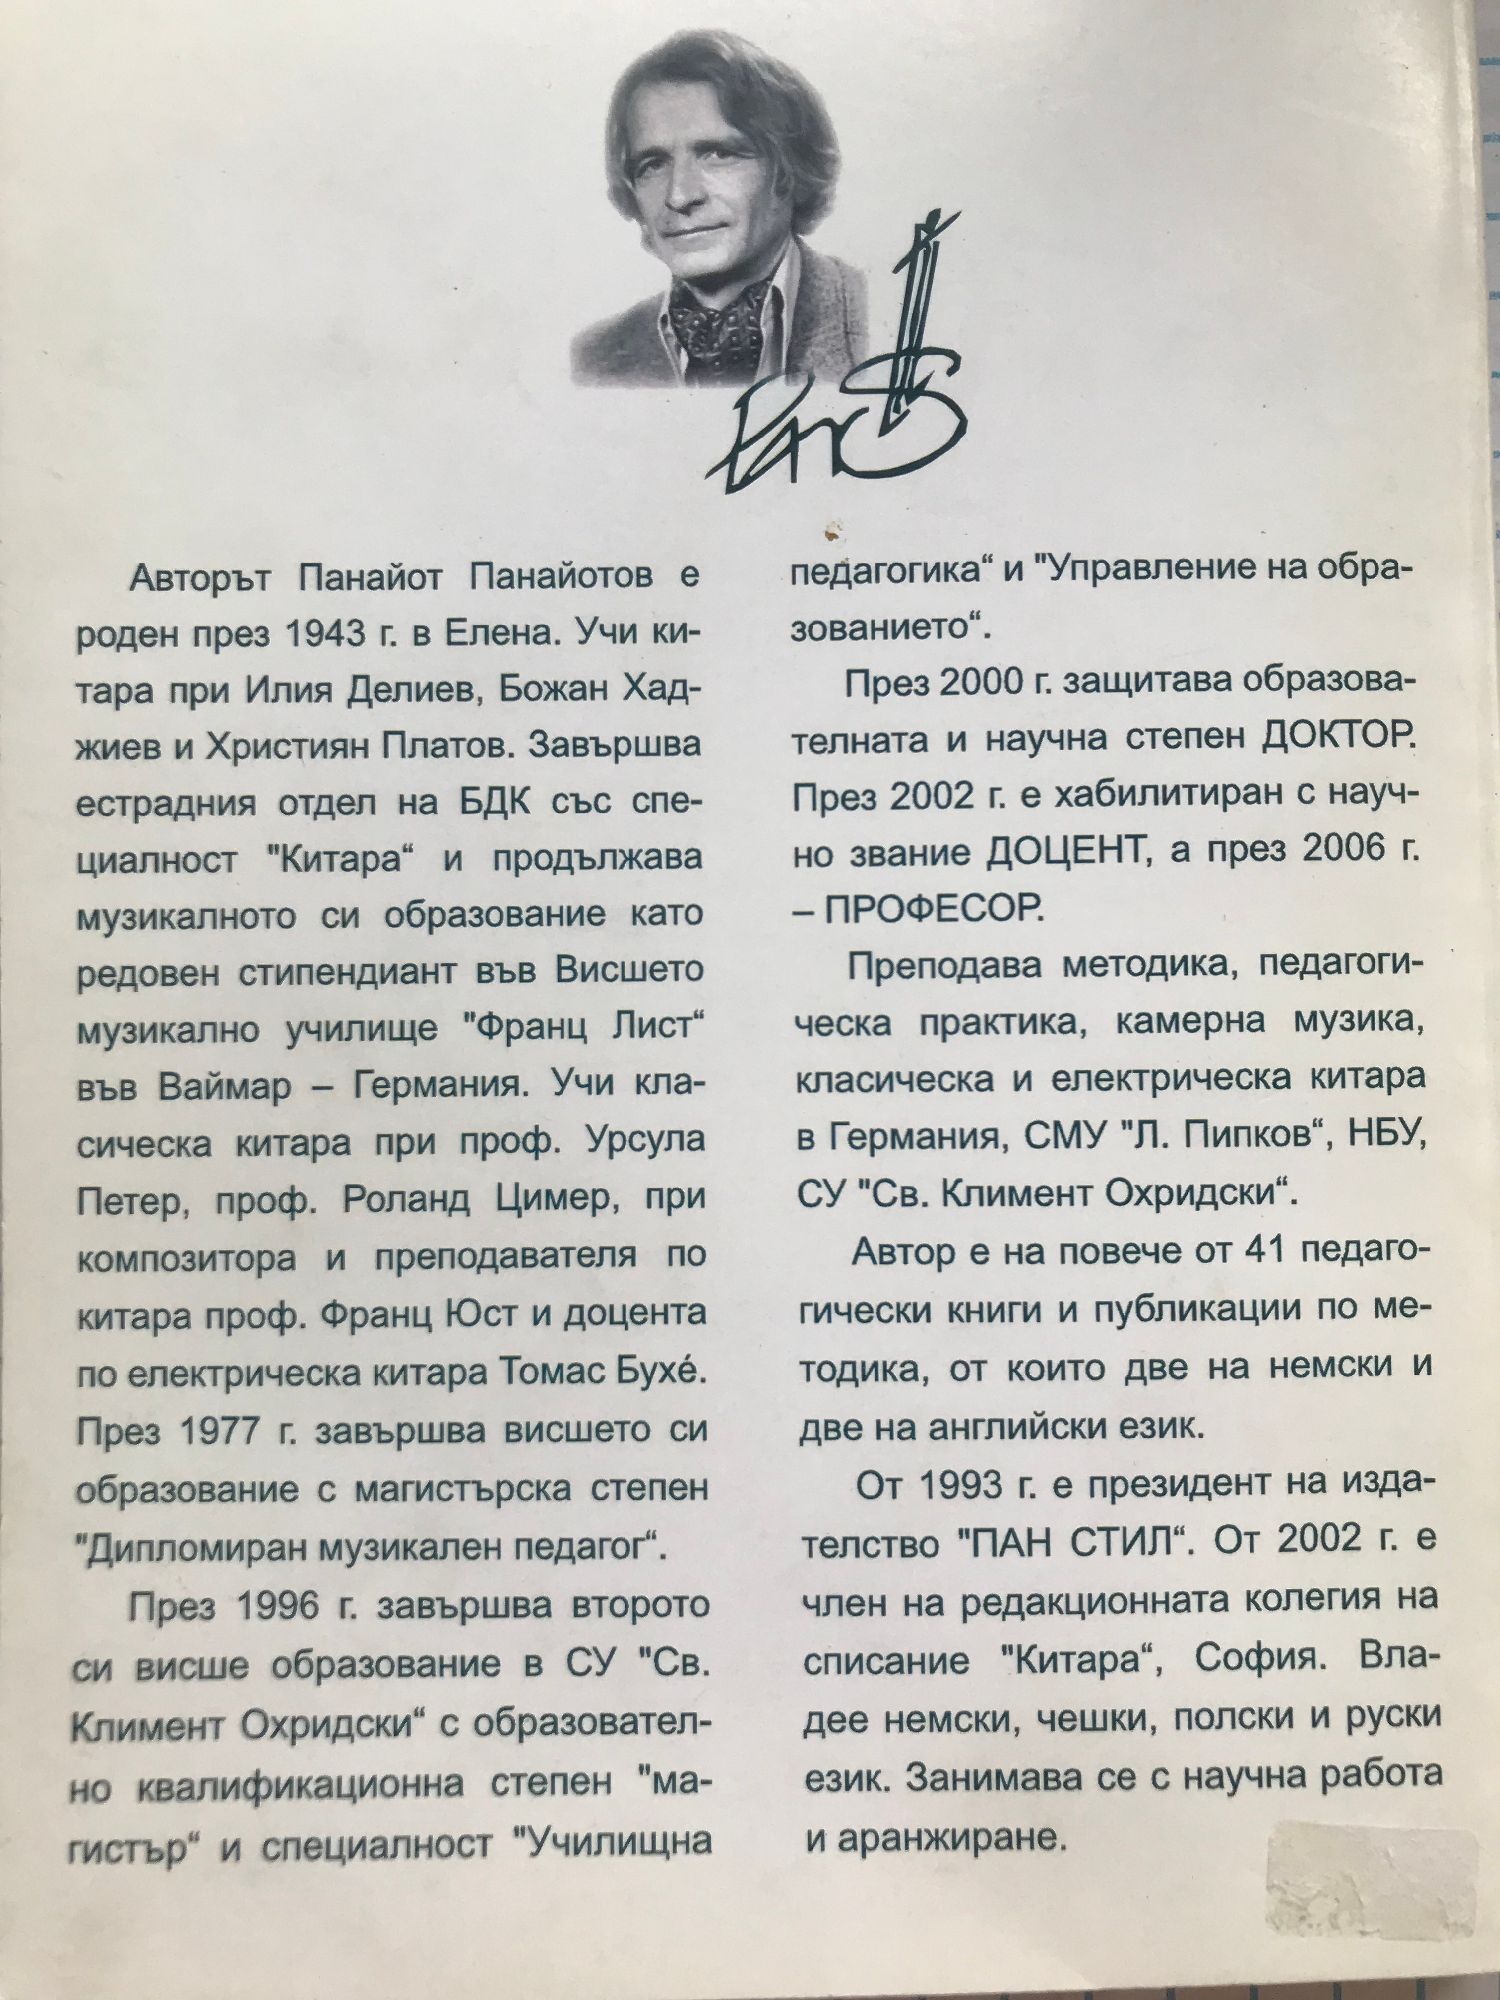 Авторът Панайот Панайотов е
роден през 1943 г. в Елена. Учи ки-
тара при Илия Делиев, Божан Хад-
жиев и Християн Платов. Завършва
естрадния отдел на БДК със спе-
циалност "Китара“ и продължава
музикалното си образование като
редовен стипендиант във Висшето
музикално училище "Франц Лист“
във Ваймар – Германия. Учи кла-
сическа китара при проф. Урсула
Петер, проф. Роланд Цимер, при
композитора и преподавателя по
китара проф. Франц Юст и доцента
по електрическа китара Томас Бухé.
През 1977 г. завършва висшето си
образование с магистърска степен
"Дипломиран музикален педагог“.
През 1996 г. завършва второто
си висше образование в СУ "Св.
Климент Охридски“ с образовател-
но квалификационна степен "ма-
гистър“ и специалност "Училищна
педагогика“ и "Управление на обра-
зованието“.
През 2000 г. защитава образова-
телната и научна степен ДОКТОР.
През 2002 г. е хабилитиран с науч-
но звание ДОЦЕНТ, а през 2006 г.
– ПРОФЕСОР.
Преподава методика, педагоги-
ческа практика, камерна музика,
класическа и електрическа китара
в Германия, СМУ "Л. Пипков“, НБУ,
СУ "Св. Климент Охридски“.
Автор е на повече от 41 педаго-
гически книги и публикации по ме-
тодика, от които две на немски и
две на английски език.
От 1993 г. е президент на изда-
телство "ПАН СТИЛ“. От 2002 г. е
член на редакционната колегия на
списание "Китара“, София. Вла-
дее немски, чешки, полски и руски
език. Занимава се с научна работа
и аранжиране.